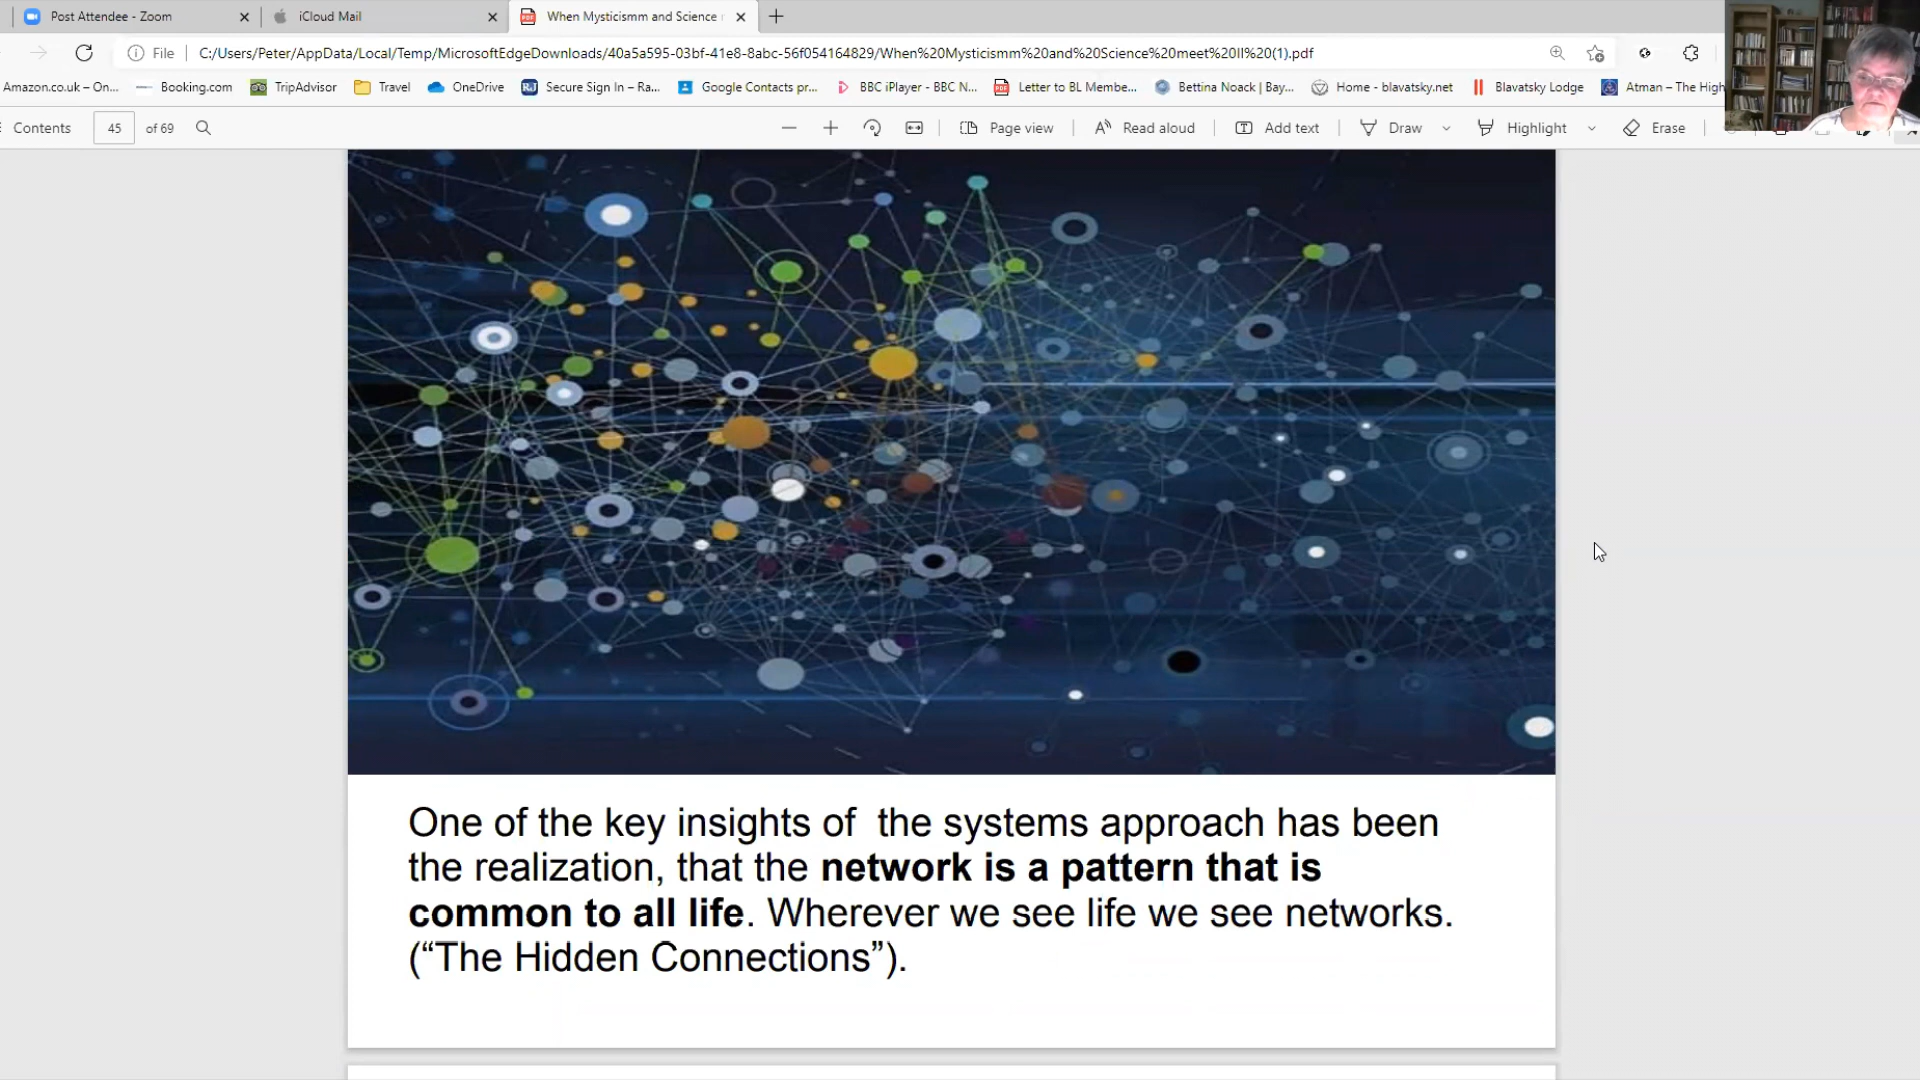 Post Attendee - Zoom
iCloud Mail
When Mysticismm and Science
File
C:/Users/Peter/AppData/Local/Temp/MicrosoftEdgeDownloads/40a5a595-03bf-41e8-8abc-56f054164829/When%20Mysticismm%20and%20Science%20meet%20II%20(1).pdf
Amazon.co.uk – On...
Booking.com
TripAdvisor
Travel
OneDrive
Secure Sign In – Ra...
Google Contacts pr...
BBC iPlayer - BBC N...
Letter to BL Membe...
Bettina Noack | Bay...
Home - blavatsky.net
Blavatsky Lodge
Atman – The High
Contents
45 of 69
Page view
Read aloud
Add text
Draw
Highlight
Erase
One of the key insights of  the systems approach has been
the realization, that the network is a pattern that is
common to all life. Wherever we see life we see networks.
(“The Hidden Connections”).